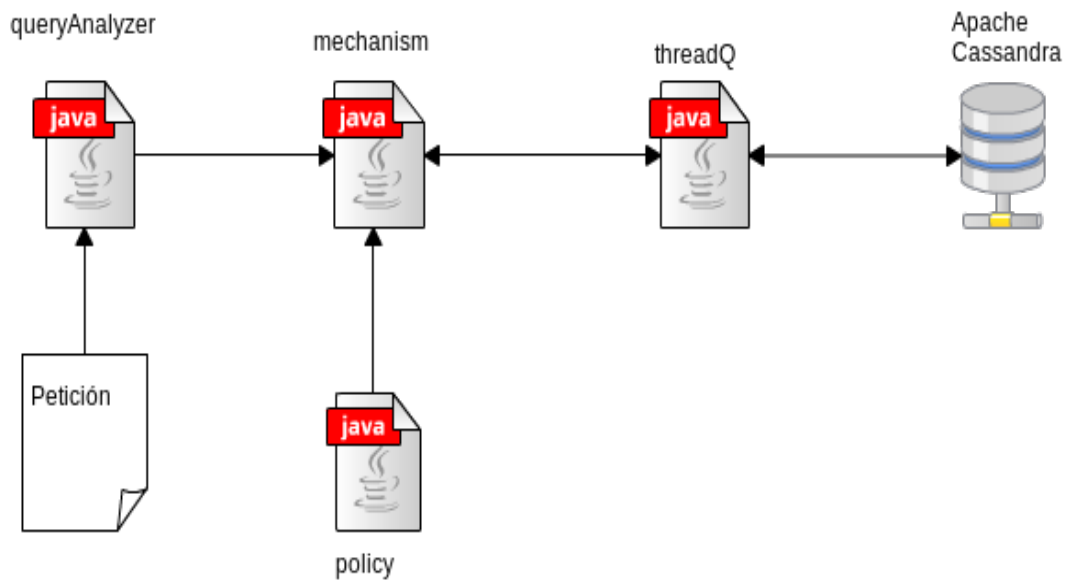 queryAnalyzer
mechanism
threadQ
Apache
Cassandra
java
java
java
Petición
java
policy